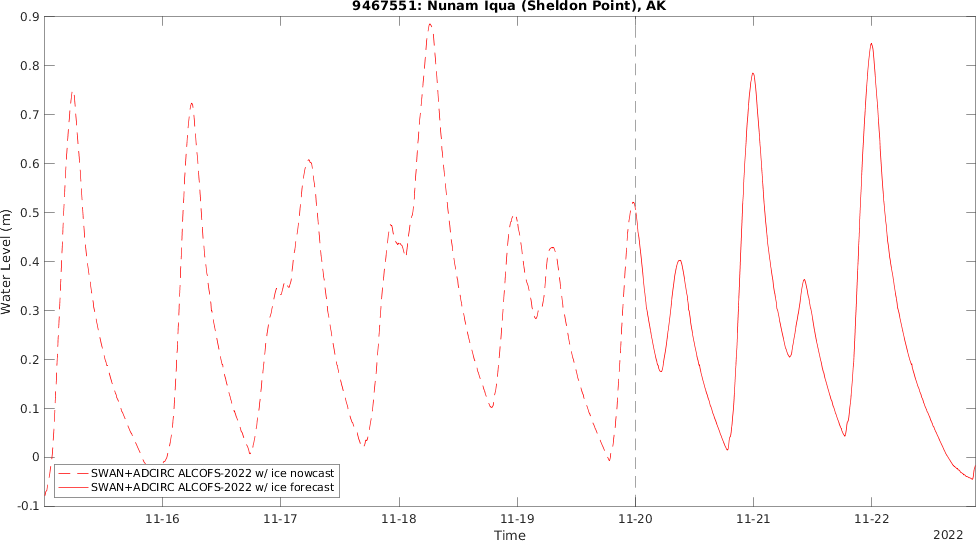 9467551: Nunam Iqua (Sheldon Point), AK
0.9
0.8
0.7
0.6
0.5
0.4
0.3
0.2
0.1
0
-0.1
Water Level (m)
SWAN+ADCIRC ALCOFS-2022 w/ ice nowcast
SWAN+ADCIRC ALCOFS-2022 w/ ice forecast
11-16 11-17 11-18 11-19 11-20 11-21 11-22
Time
2022